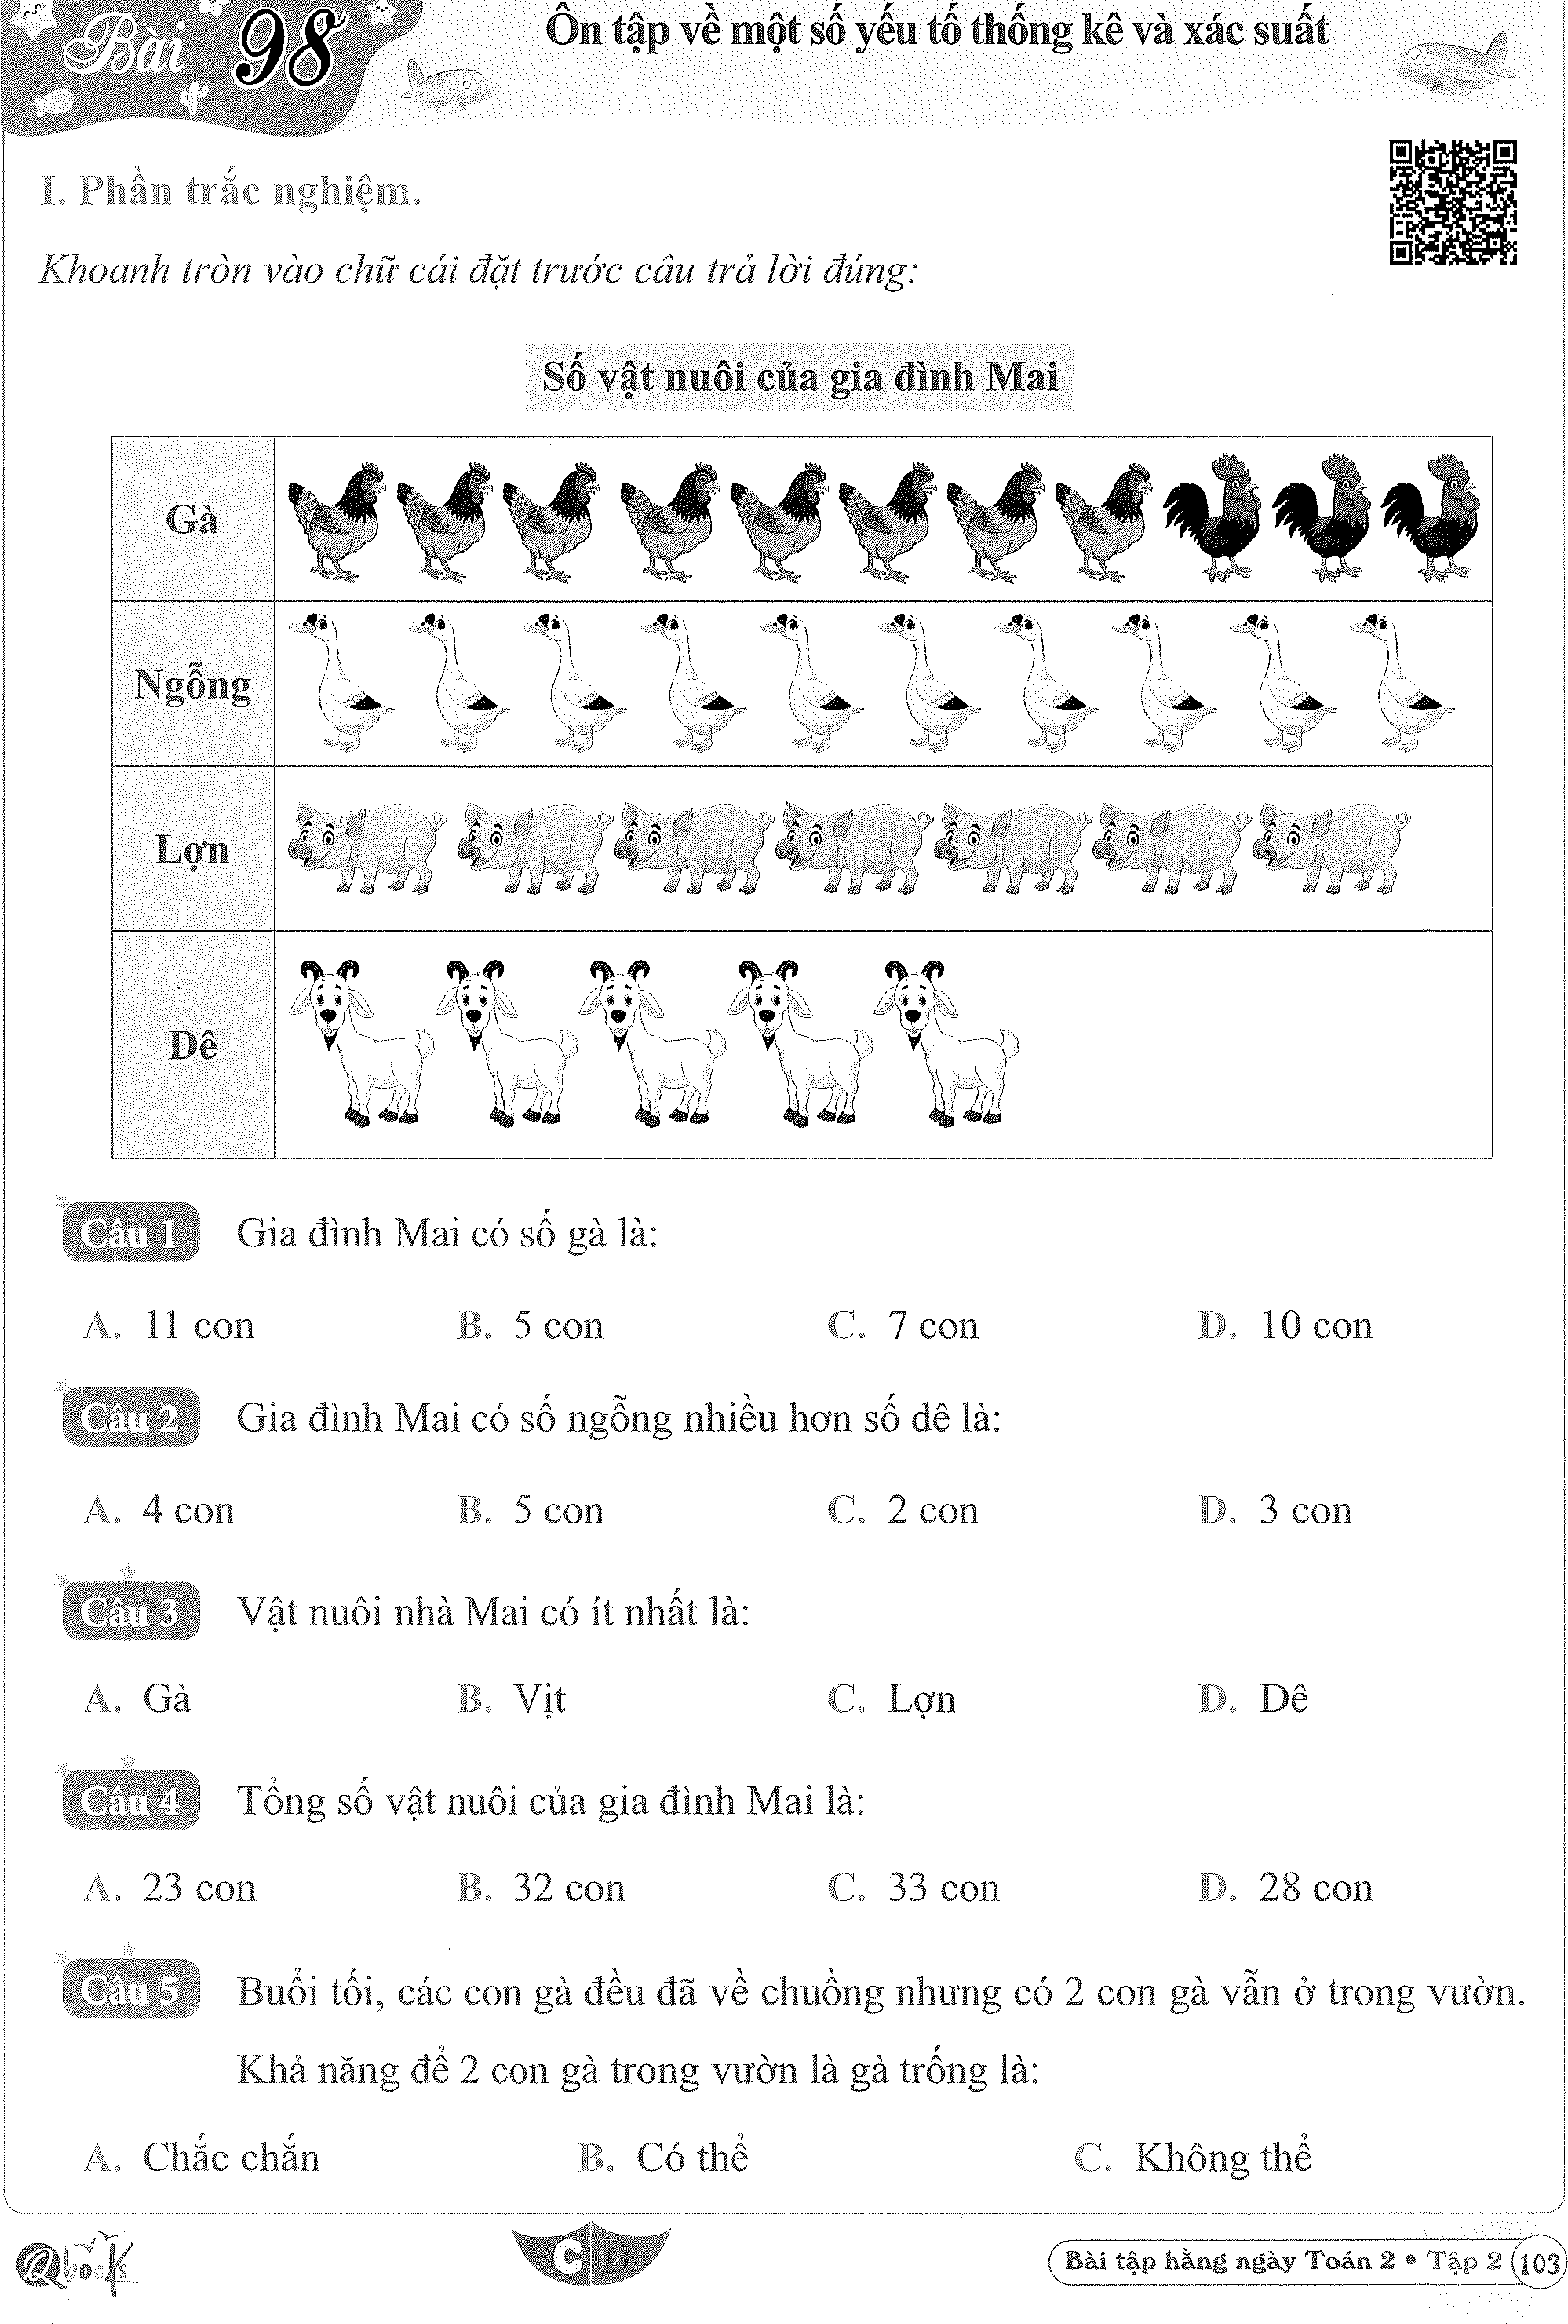 Bài 98
Ôn tập về một số yếu tố thống kê và xác suất
I. Phần trắc nghiệm.
Khoanh tròn vào chữ cái đặt trước câu trả lời đúng:
Số vật nuôi của gia đình Mai
Gà
Ngỗng
Lợn
Dê
Câu 1 Gia đình Mai có số gà là:
A. 11 con B. 5 con C. 7 con D. 10 con
Câu 2 Gia đình Mai có số ngỗng nhiều hơn số dê là:
A. 4 con B. 5 con C. 2 con D. 3 con
Câu 3 Vật nuôi nhà Mai có ít nhất là:
A. Gà B. Vịt C. Lợn D. Dê
Câu 4 Tổng số vật nuôi của gia đình Mai là:
A. 23 con B. 32 con C. 33 con D. 28 con
Câu 5 Buổi tối, các con gà đều đã về chuồng nhưng có 2 con gà vẫn ở trong vườn.
Khả năng để 2 con gà trong vườn là gà trống là:
A. Chắc chắn B. Có thể C. Không thể
Qbooks
C D
Bài tập hằng ngày Toán 2 • Tập 2 103